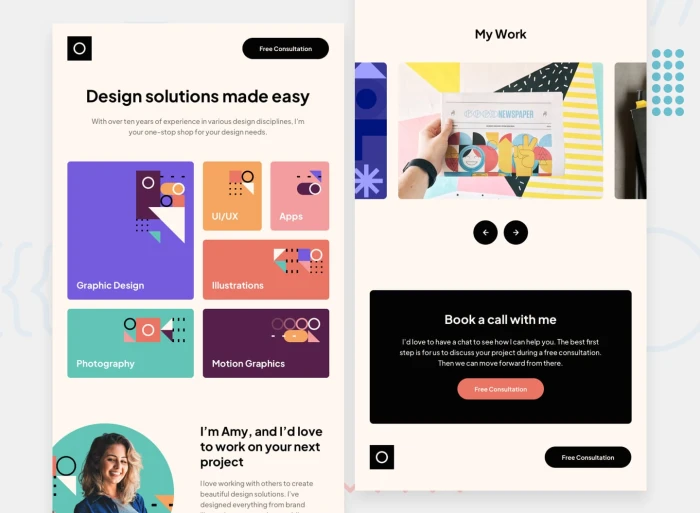 Free Consultation
Design solutions made easy
With over ten years of experience in various design disciplines. I'm
your one-stop shop for your design needs.
Graphic Design
UI/UX
Apps
Illustrations
Photography
Motion Graphics
I'm Amy, and I'd love
to work on your next
project
I love working with others to create
beautiful design solutions. I've
designed everything from brand
My Work
NEWSPAPER
Book a call with me
I'd love to have a chat to see how I can help you. The best first
step is for us to discuss your project during a free consultation.
Then we can move forward from there.
Free Consultation
Free Consultation